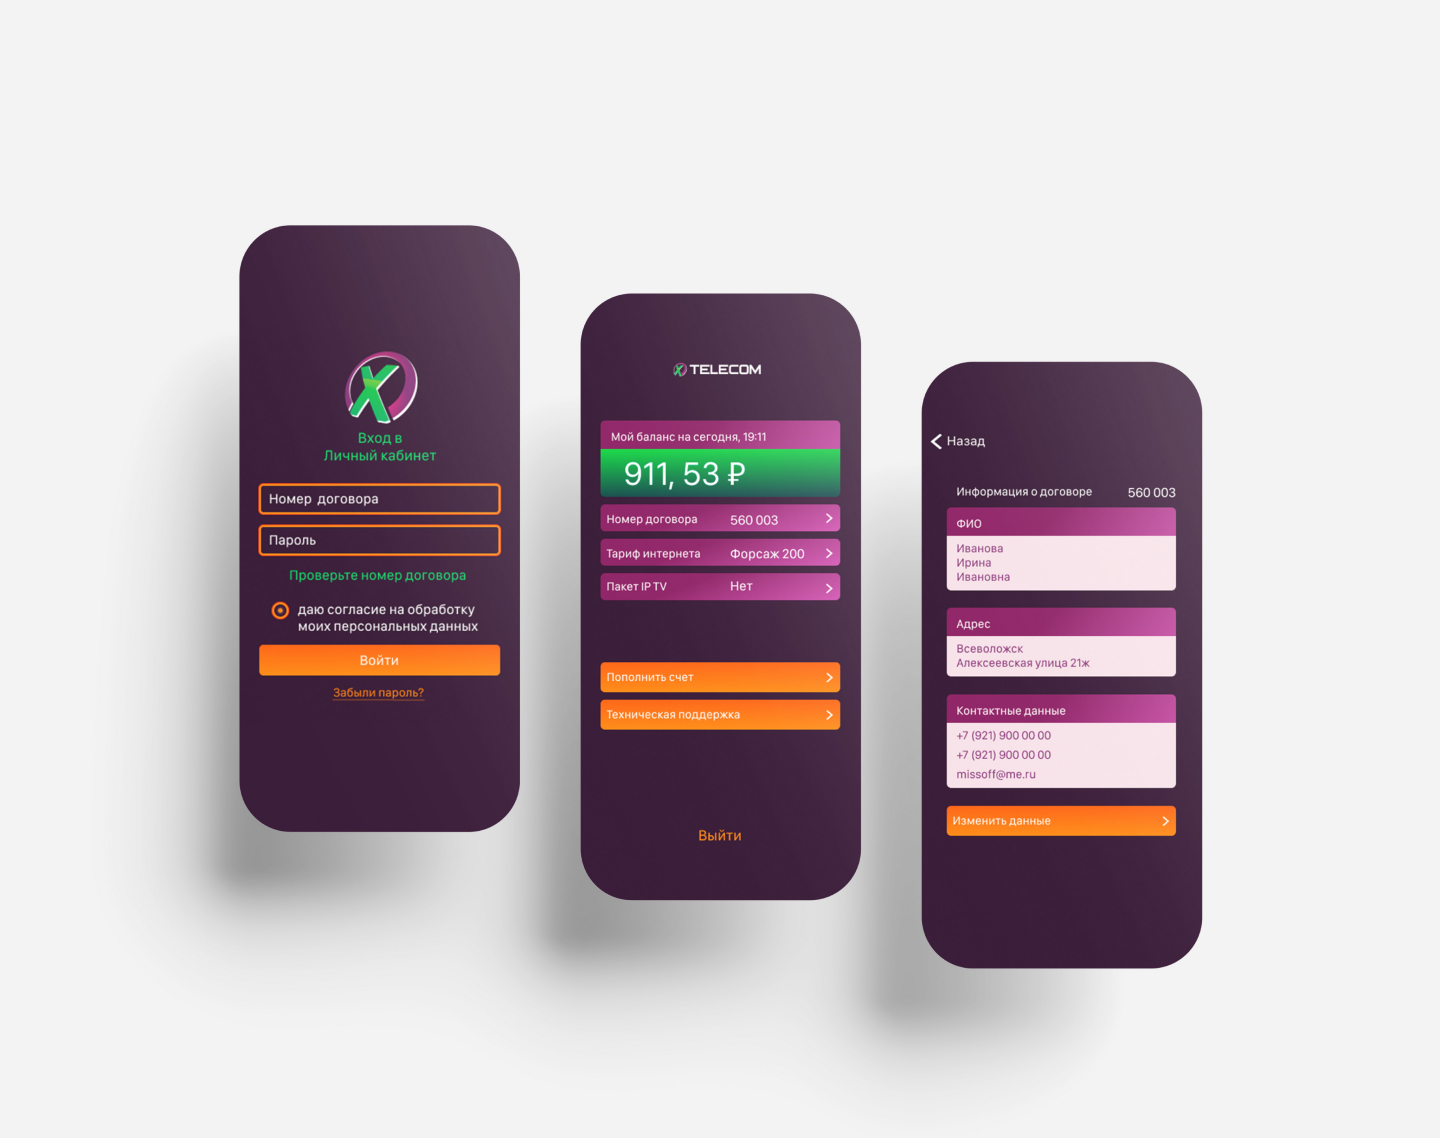 X
Вход в
Личный кабинет
Номер договора
Пароль
Проверьте номер договора
даю согласие на обработку
моих персональных данных
Войти
Забыли пароль?
X TELECOM
Мой баланс на сегодня, 19:11
911, 53 ₽
Номер договора 560 003
Тариф интернета Форсаж 200
Пакет IP TV Нет
Пополнить счет
Техническая поддержка
Выйти
Назад
Информация о договоре 560 003
ФИО
Иванова
Ирина
Ивановна
Адрес
Всеволожск
Алексеевская улица 21ж
Контактные данные
+7 (921) 900 00 00
+7 (921) 900 00 00
missoff@me.ru
Изменить данные